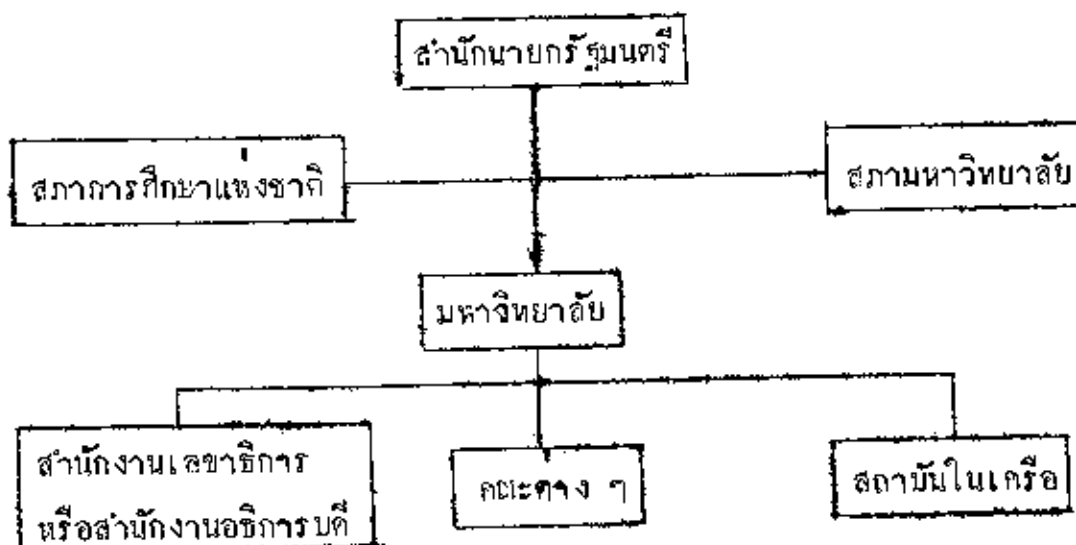 สำนักนายกรัฐมนตรี
สภาการศึกษาแห่งชาติ
สภามหาวิทยาลัย
มหาวิทยาลัย
สำนักงานเลขาธิการ
หรือสำนักงานอธิการบดี
คณะต่าง ๆ
สถาบันในเครือ